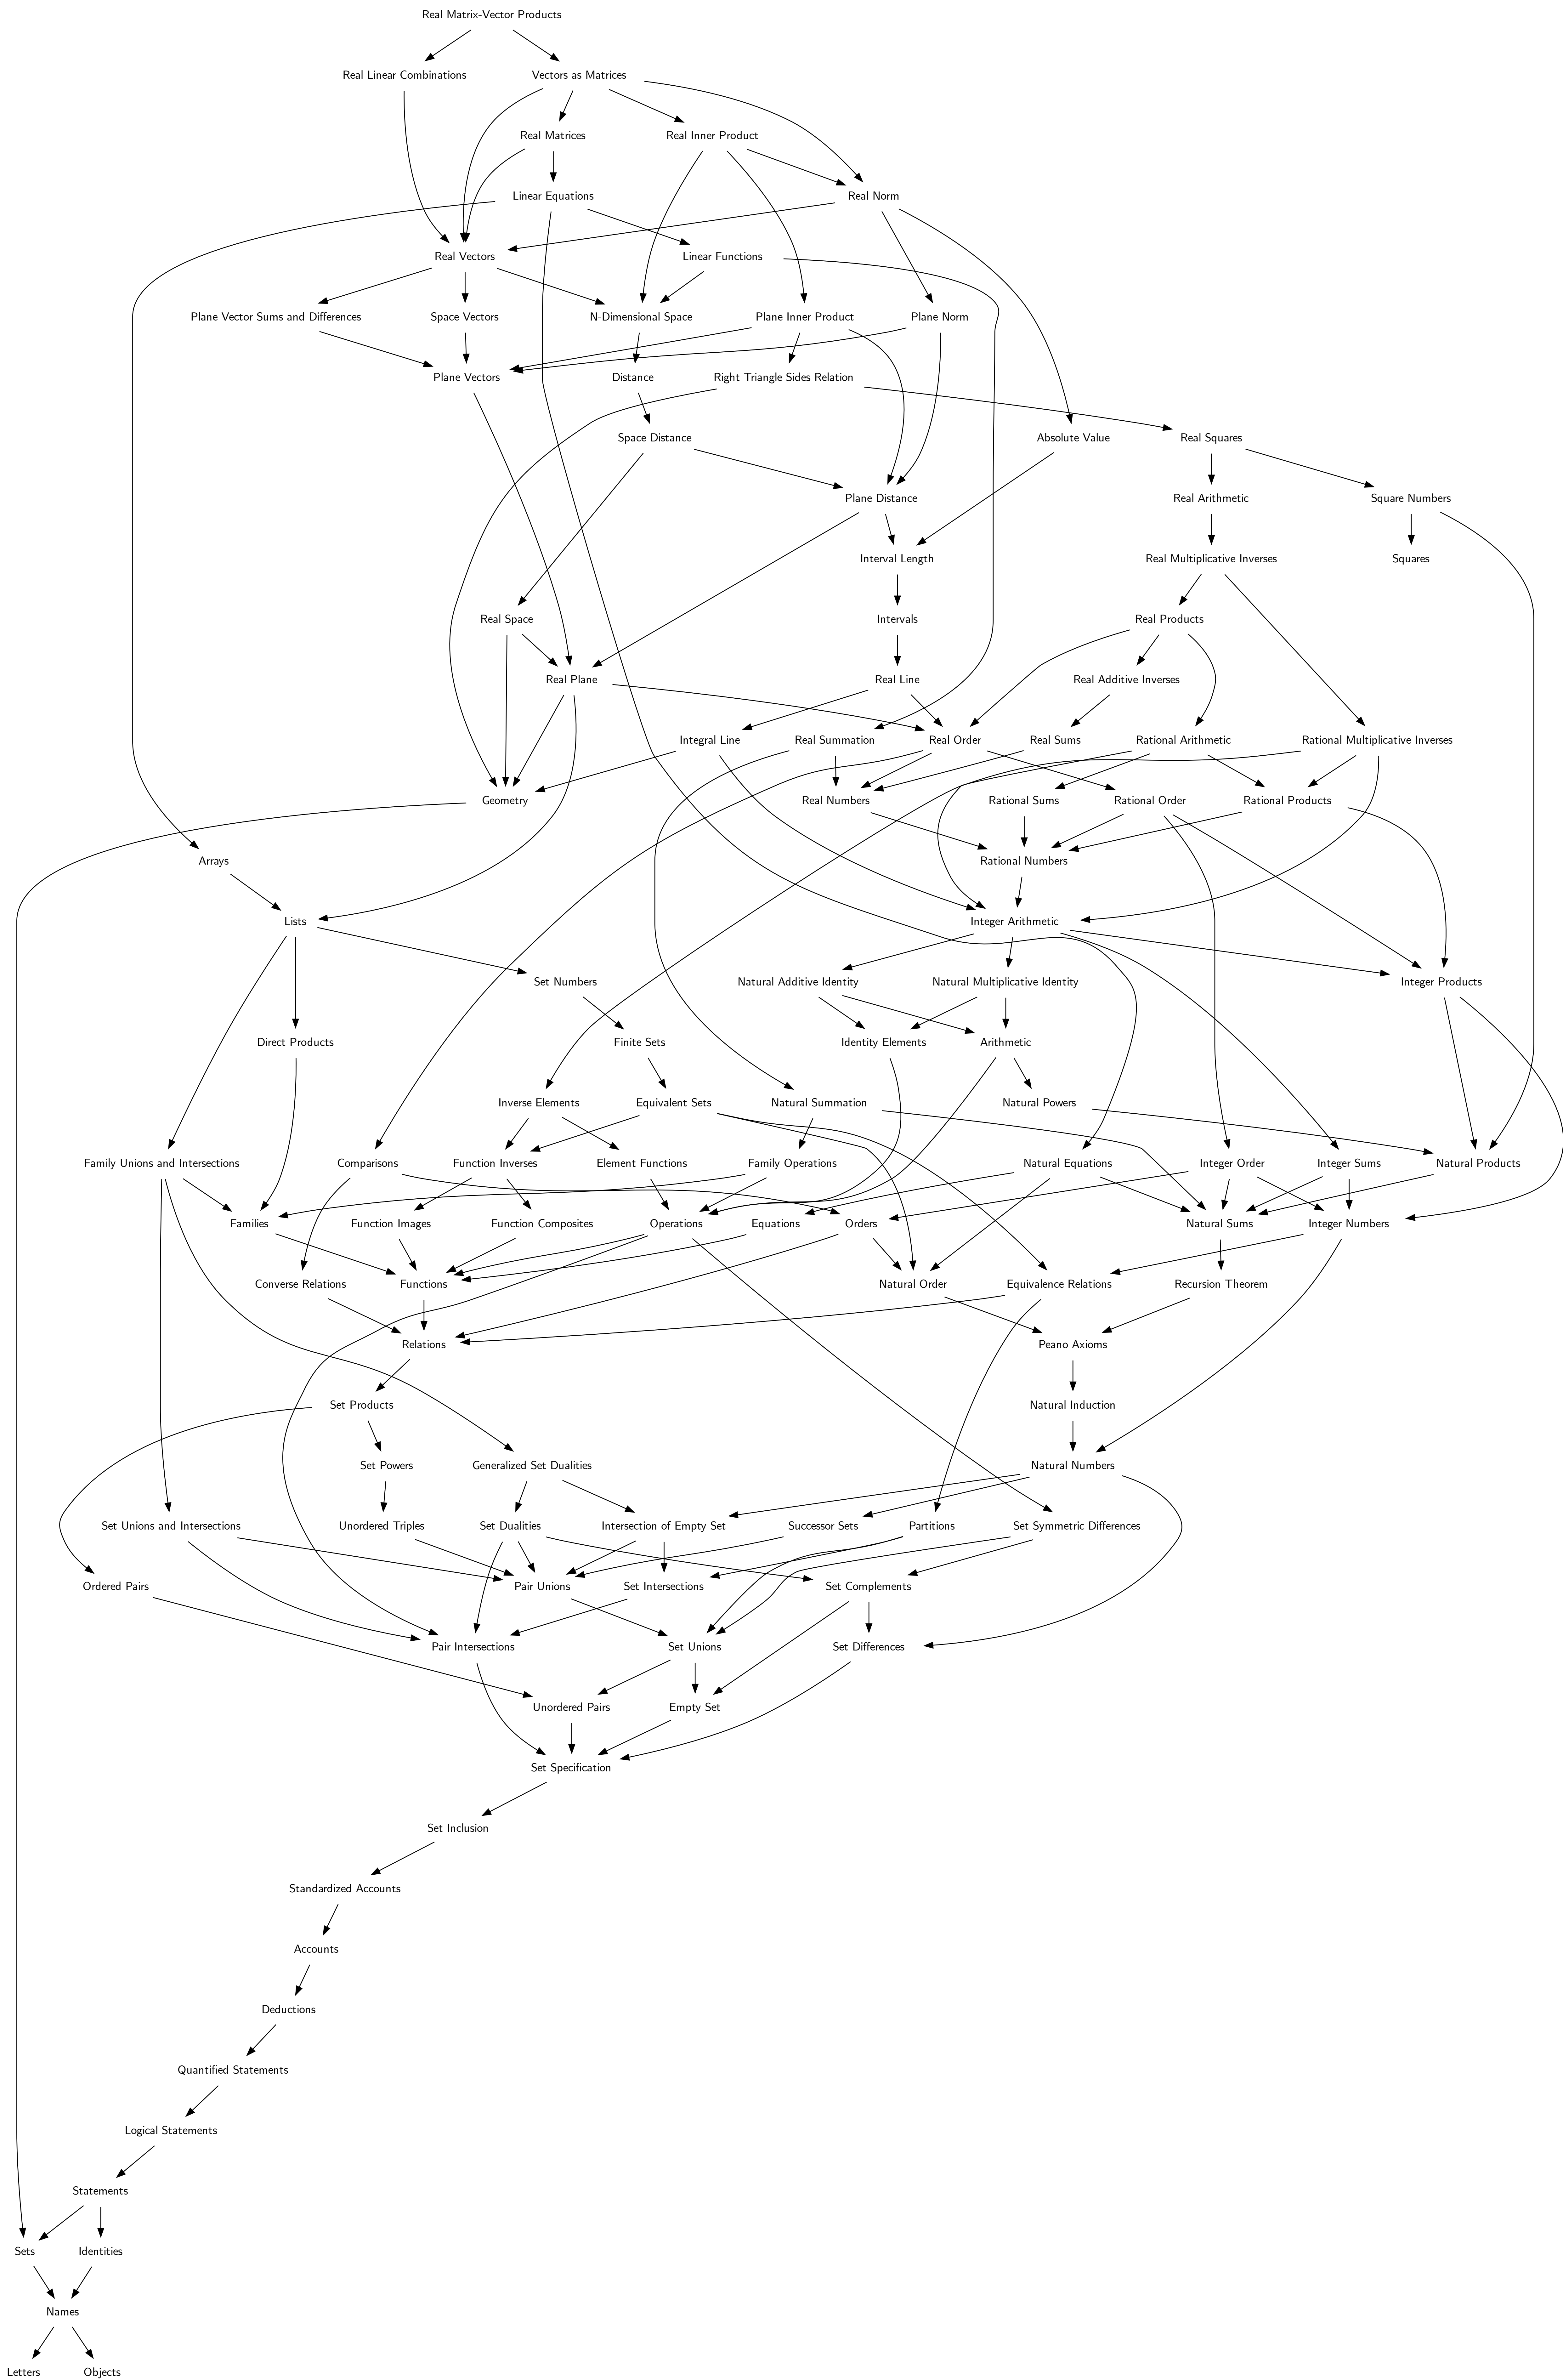 Real Matrix-Vector Products
Real Linear Combinations
Vectors as Matrices
Real Matrices
Real Inner Product
Linear Equations
Real Norm
Real Vectors
Linear Functions
Plane Vector Sums and Differences
Space Vectors
N-Dimensional Space
Plane Inner Product
Plane Norm
Plane Vectors
Distance
Right Triangle Sides Relation
Space Distance
Absolute Value
Real Squares
Plane Distance
Real Arithmetic
Square Numbers
Interval Length
Real Multiplicative Inverses
Squares
Real Space
Intervals
Real Products
Real Plane
Real Line
Real Additive Inverses
Integral Line
Real Summation
Real Order
Real Sums
Rational Arithmetic
Rational Multiplicative Inverses
Geometry
Real Numbers
Rational Sums
Rational Order
Rational Products
Arrays
Rational Numbers
Lists
Integer Arithmetic
Set Numbers
Natural Additive Identity
Natural Multiplicative Identity
Integer Products
Direct Products
Finite Sets
Identity Elements
Arithmetic
Inverse Elements
Equivalent Sets
Natural Summation
Natural Powers
Family Unions and Intersections
Comparisons
Function Inverses
Element Functions
Family Operations
Natural Equations
Integer Order
Integer Sums
Natural Products
Families
Function Images
Function Composites
Operations
Equations
Orders
Natural Sums
Integer Numbers
Converse Relations
Functions
Natural Order
Equivalence Relations
Recursion Theorem
Relations
Peano Axioms
Set Products
Natural Induction
Set Powers
Generalized Set Dualities
Natural Numbers
Set Unions and Intersections
Unordered Triples
Set Dualities
Intersection of Empty Set
Successor Sets
Partitions
Set Symmetric Differences
Ordered Pairs
Pair Unions
Set Intersections
Set Complements
Pair Intersections
Set Unions
Set Differences
Unordered Pairs
Empty Set
Set Specification
Set Inclusion
Standardized Accounts
Accounts
Deductions
Quantified Statements
Logical Statements
Statements
Sets
Identities
Names
Letters
Objects